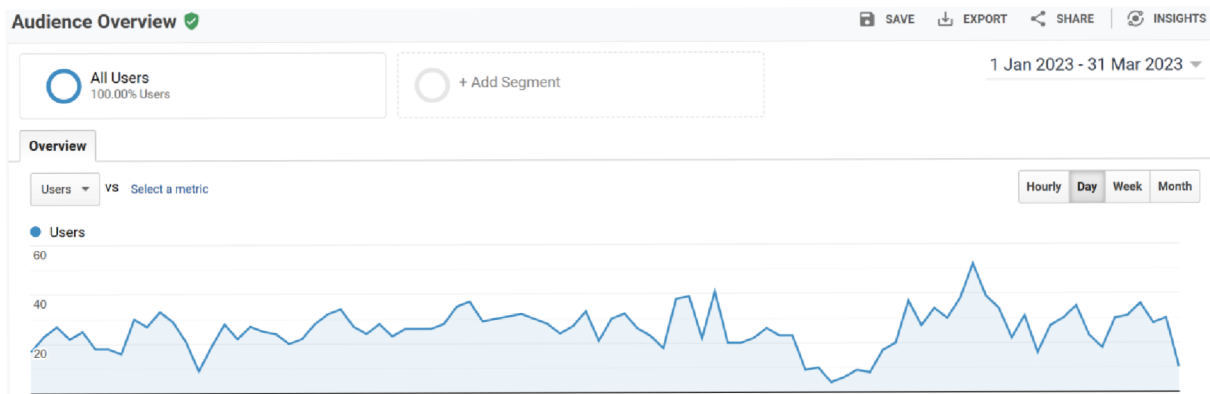 Audience Overview
SAVE EXPORT SHARE INSIGHTS
All Users
100.00% Users
+ Add Segment
1 Jan 2023 - 31 Mar 2023
Overview
Users VS Select a metric
Hourly Day Week Month
Users
60
40
20